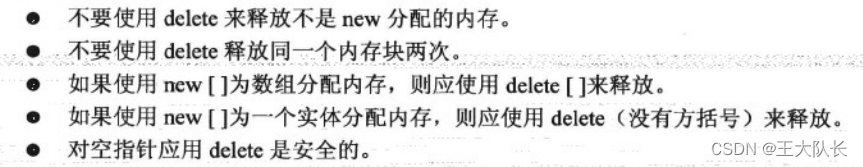 ● 不要使用 delete 来释放不是 new 分配的内存。
● 不要使用 delete 释放同一个内存块两次。
● 如果使用 new [ ]为数组分配内存，则应使用 delete [ ]来释放。
● 如果使用 new [ ]为一个实体分配内存，则应使用 delete（没有方括号）来释放。
● 对空指针应用 delete 是安全的。
CSDN @王大队长